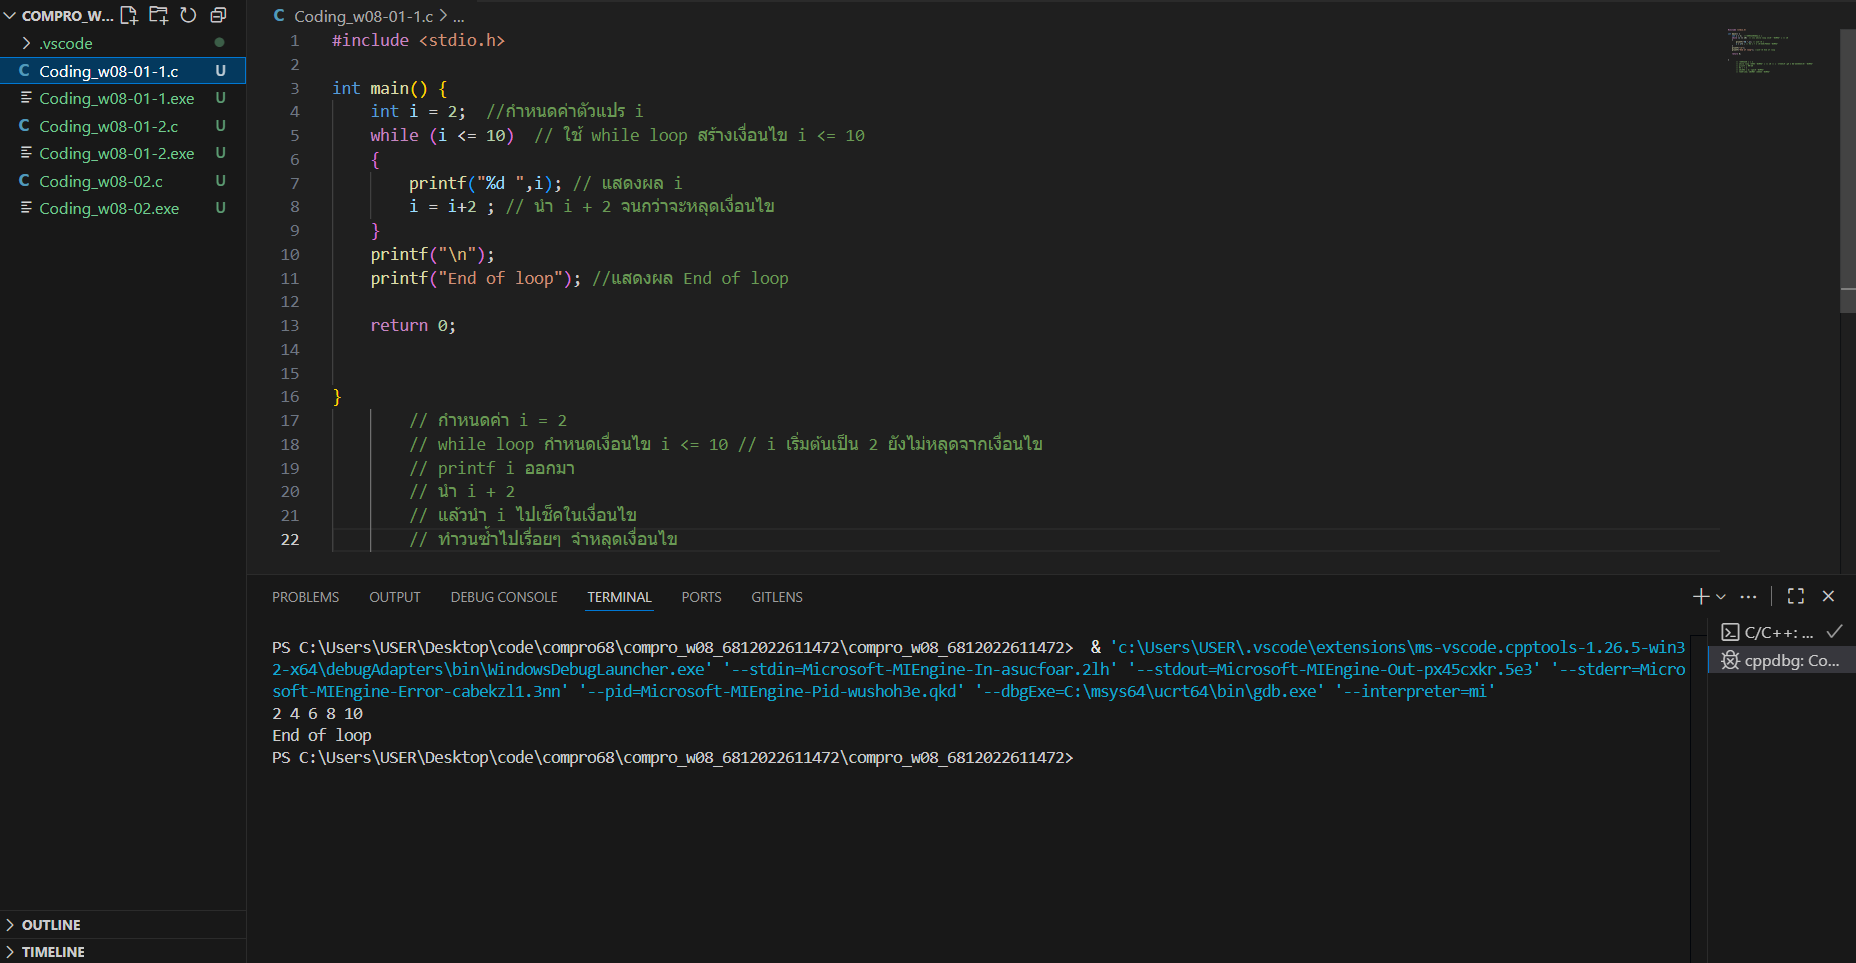 COMPRO_W...
.vscode
C Coding_w08-01-1.c U
Coding_w08-01-1.exe U
C Coding_w08-01-2.c U
Coding_w08-01-2.exe U
C Coding_w08-02.c U
Coding_w08-02.exe U
OUTLINE
TIMELINE
C Coding_w08-01-1.c > ...
1 #include <stdio.h>
2
3 int main() {
4 int i = 2; //กำหนดค่าตัวแปร i
5 while (i <= 10) // ใช้ while loop สร้างเงื่อนไข i <= 10
6 {
7 printf("%d ",i); // แสดงผล i
8 i = i+2 ; // นำ i + 2 จนกว่าจะหลุดเงื่อนไข
9 }
10 printf("\n");
11 printf("End of loop"); //แสดงผล End of loop
12
13 return 0;
14
15
16 }
17 // กำหนดค่า i = 2
18 // while loop กำหนดเงื่อนไข i <= 10 // i เริ่มต้นเป็น 2 ยังไม่หลุดจากเงื่อนไข
19 // printf i ออกมา
20 // นำ i + 2
21 // แล้วนำ i ไปเช็คในเงื่อนไข
22 // ทำวนซ้ำไปเรื่อยๆ จำหลุดเงื่อนไข
PROBLEMS OUTPUT DEBUG CONSOLE TERMINAL PORTS GITLENS
PS C:\Users\USER\Desktop\code\compro68\compro_w08_6812022611472\compro_w08_6812022611472> & 'c:\Users\USER\.vscode\extensions\ms-vscode.cpptools-1.26.5-win3
2-x64\debugAdapters\bin\WindowsDebugLauncher.exe' '--stdin=Microsoft-MIEngine-In-asucfoar.2lh' '--stdout=Microsoft-MIEngine-Out-px45cxkr.5e3' '--stderr=Micro
soft-MIEngine-Error-cabekzl1.3nn' '--pid=Microsoft-MIEngine-Pid-wushoh3e.qkd' '--dbgExe=C:\msys64\ucrt64\bin\gdb.exe' '--interpreter=mi'
2 4 6 8 10
End of loop
PS C:\Users\USER\Desktop\code\compro68\compro_w08_6812022611472\compro_w08_6812022611472>
C/C++: ...
cppdbg: Co...